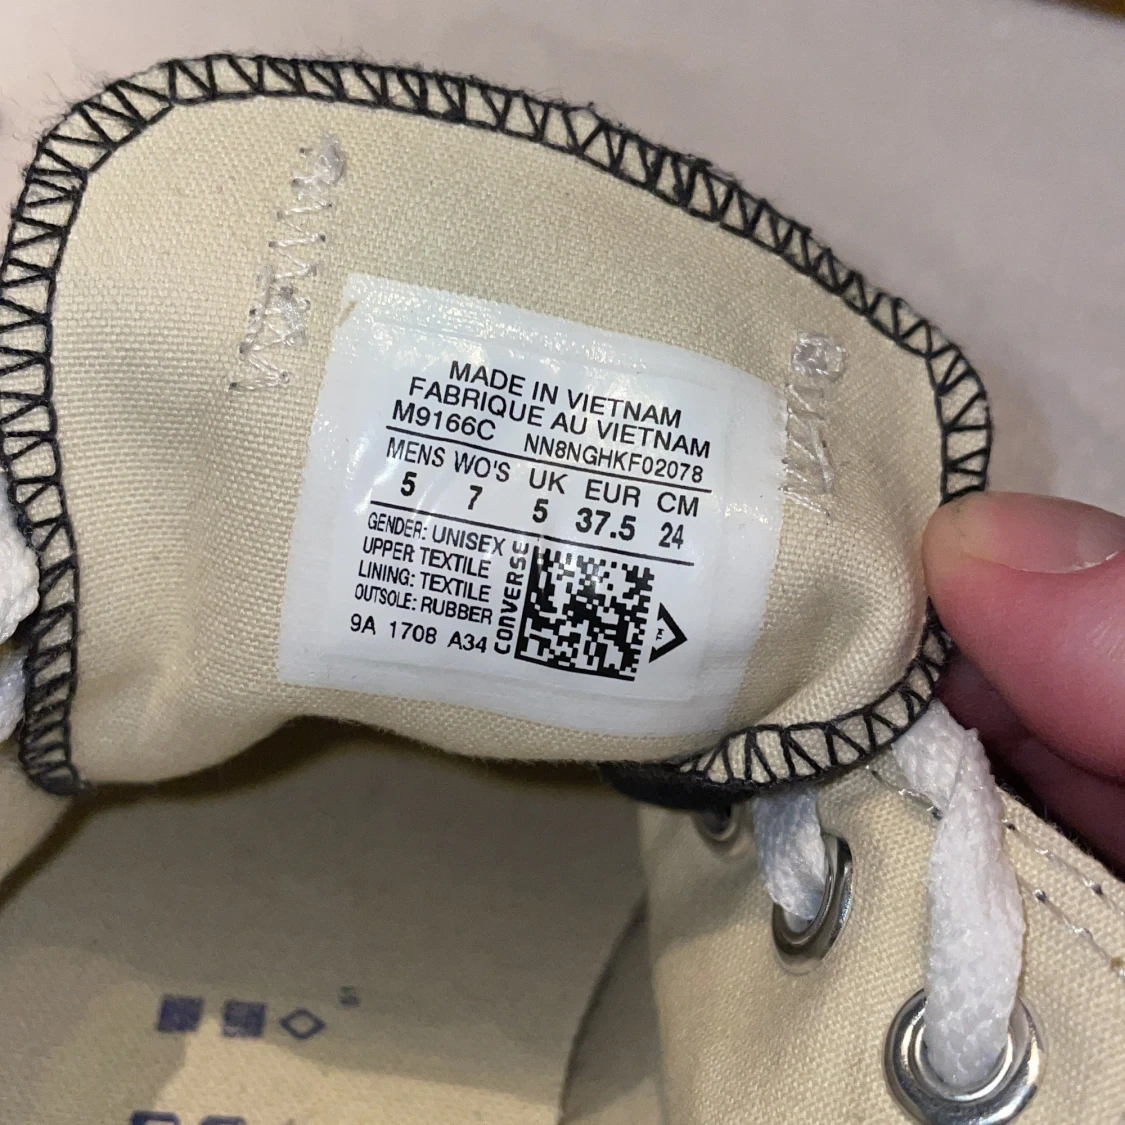 MADE IN VIETNAM
FABRIQUE AU VIETNAM
M9166C NN8NGHKF02078
MENS WO'S UK EUR CM
5 7 5 37.5 24
GENDER: UNISEX
UPPER TEXTILE
LINING: TEXTILE
OUTSOLE: RUBBER
9A 1708 A34
CONVERSE